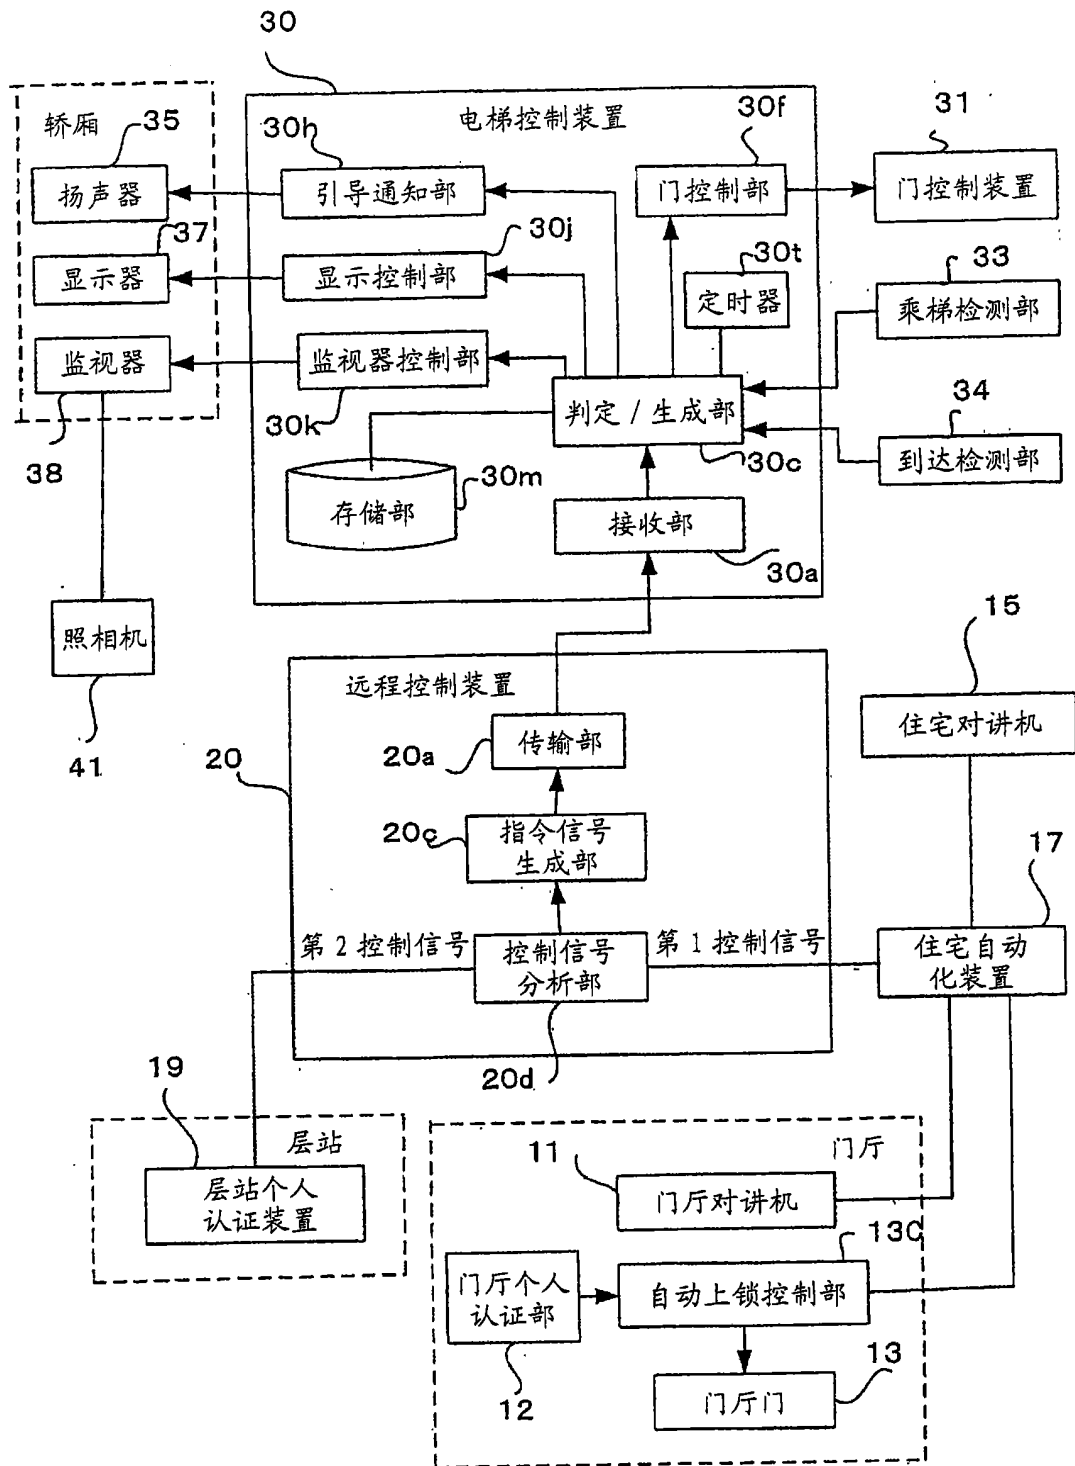 30
轿厢
35
扬声器
37
显示器
监视器
38
照相机
41
电梯控制装置
30h
引导通知部
30j
显示控制部
监视器控制部
30k
30f
门控制部
30t
定时器
判定/生成部
30c
30m
存储部
接收部
30a
31
门控制装置
33
乘梯检测部
34
到达检测部
远程控制装置
20
20a
传输部
20c
指令信号
生成部
第2控制信号
控制信号
分析部
第1控制信号
20d
15
住宅对讲机
17
住宅自动
化装置
19
层站
层站个人
认证装置
门厅
11
门厅对讲机
13C
门厅个人
认证部
自动上锁控制部
12
13
门厅门